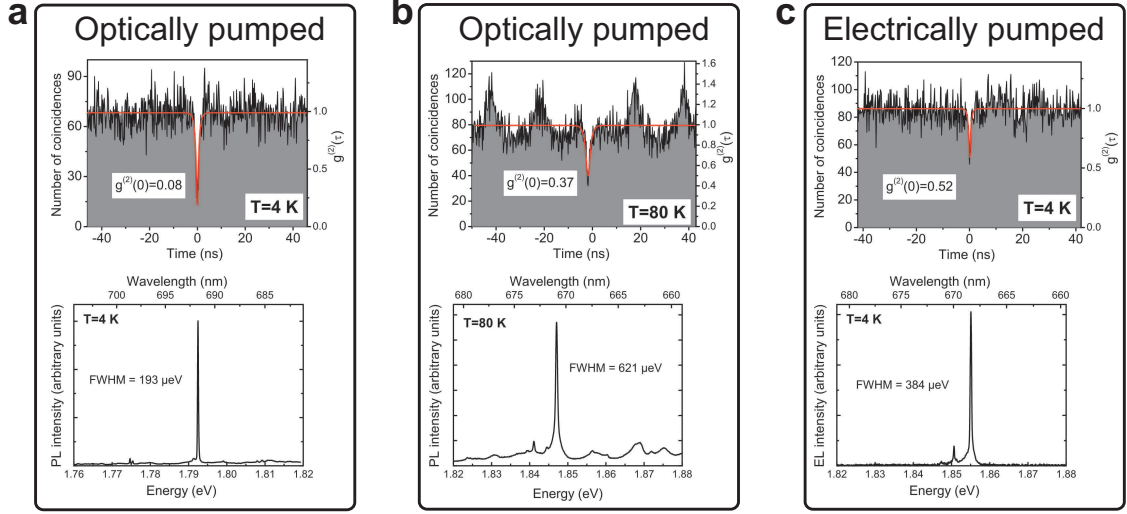 a
Optically pumped
Number of coincidences
90
60
30
0
1.0
0.5
0.0
g(2)(τ)
g(2)(0)=0.08
T=4 K
-40 -20 0 20 40
Time (ns)
Wavelength (nm)
700 695 690 685
PL intensity (arbitrary units)
T=4 K
FWHM = 193 µeV
1.76 1.77 1.78 1.79 1.80 1.81 1.82
Energy (eV)
b
Optically pumped
Number of coincidences
120
100
80
60
40
20
0
1.6
1.4
1.2
1.0
0.8
0.6
0.4
0.2
0.0
g(2)(τ)
g(2)(0)=0.37
T=80 K
-40 -20 0 20 40
Time (ns)
Wavelength (nm)
680 675 670 665 660
PL intensity (arbitrary units)
T=80 K
FWHM = 621 µeV
1.82 1.83 1.84 1.85 1.86 1.87 1.88
Energy (eV)
c
Electrically pumped
Number of coincidences
120
100
80
60
40
20
0
1.0
0.5
0.0
g(2)(τ)
g(2)(0)=0.52
T=4 K
-40 -20 0 20 40
Time (ns)
Wavelength (nm)
680 675 670 665 660
EL intensity (arbitrary units)
T=4 K
FWHM = 384 µeV
1.82 1.83 1.84 1.85 1.86 1.87 1.88
Energy (eV)